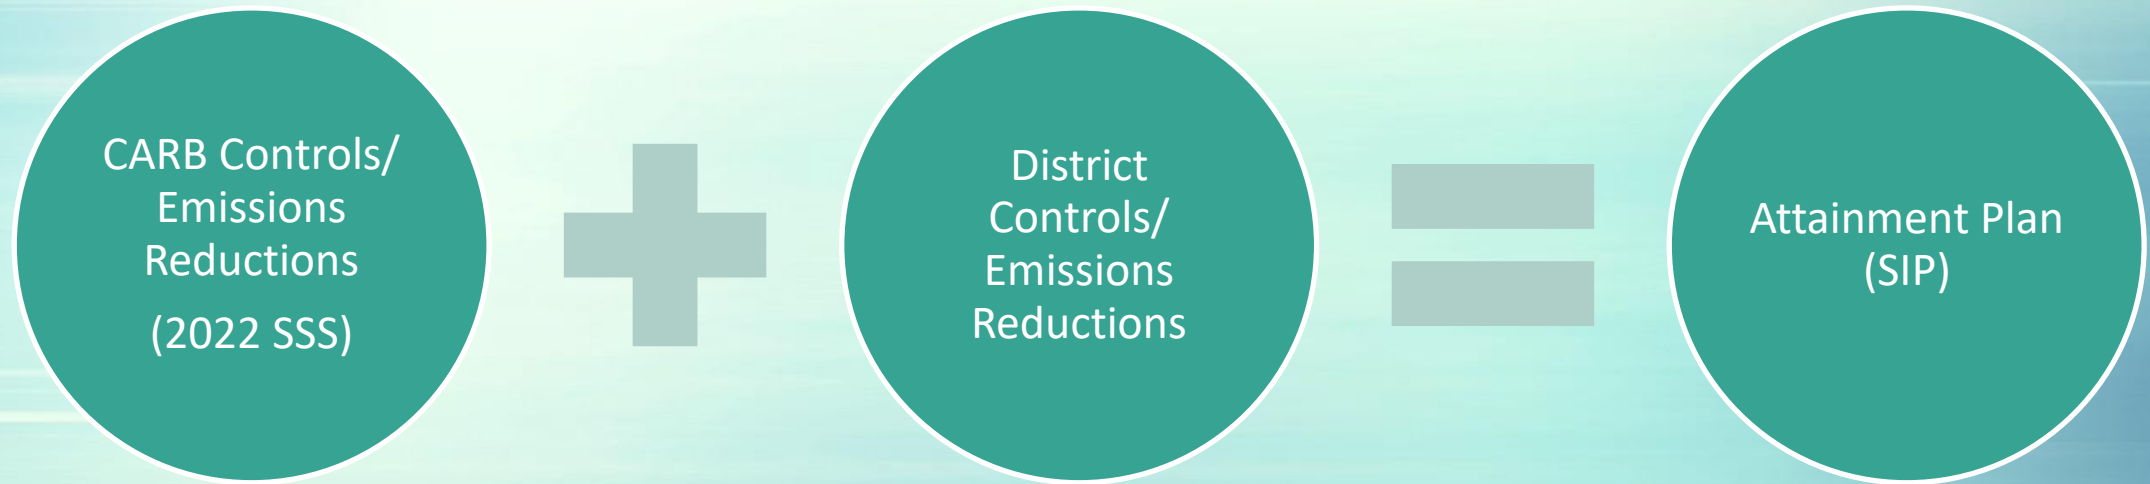 CARB Controls/
Emissions
Reductions
(2022 SSS)
District
Controls/
Emissions
Reductions
Attainment Plan
(SIP)